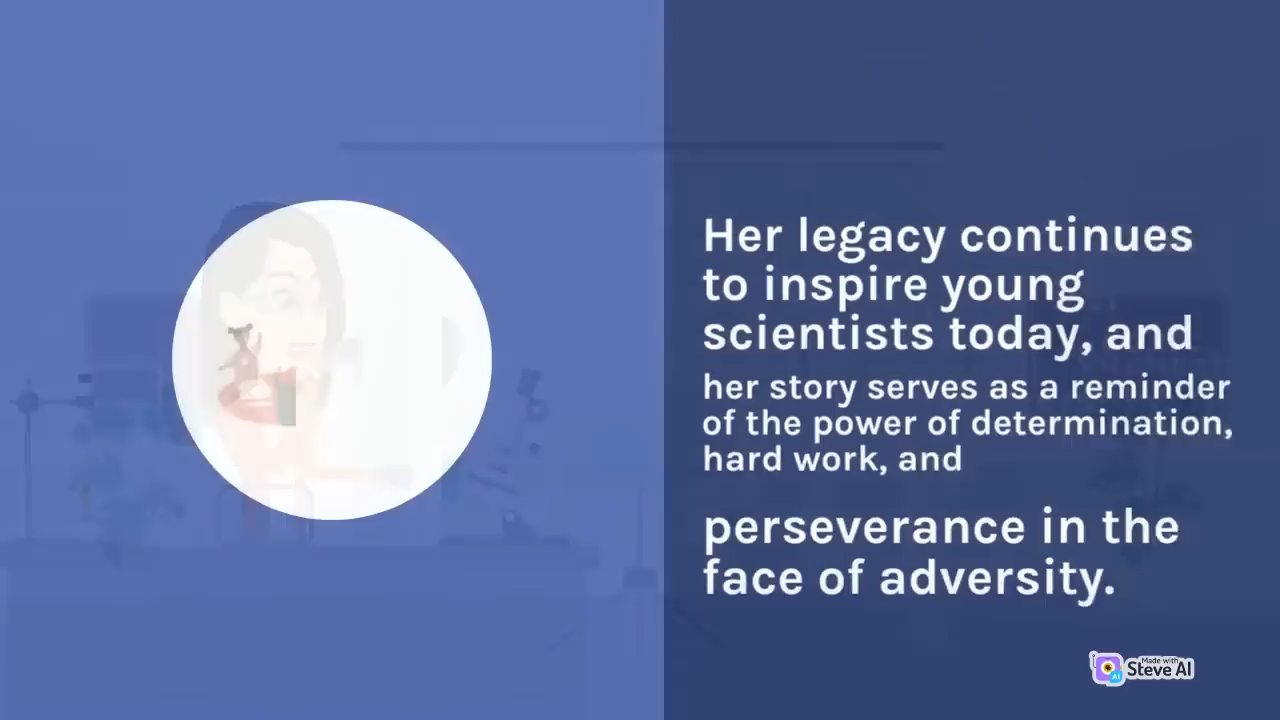 Her legacy continues
to inspire young
scientists today, and
her story serves as a reminder
of the power of determination,
hard work, and
perseverance in the
face of adversity.
Made with
Steve AI
AI